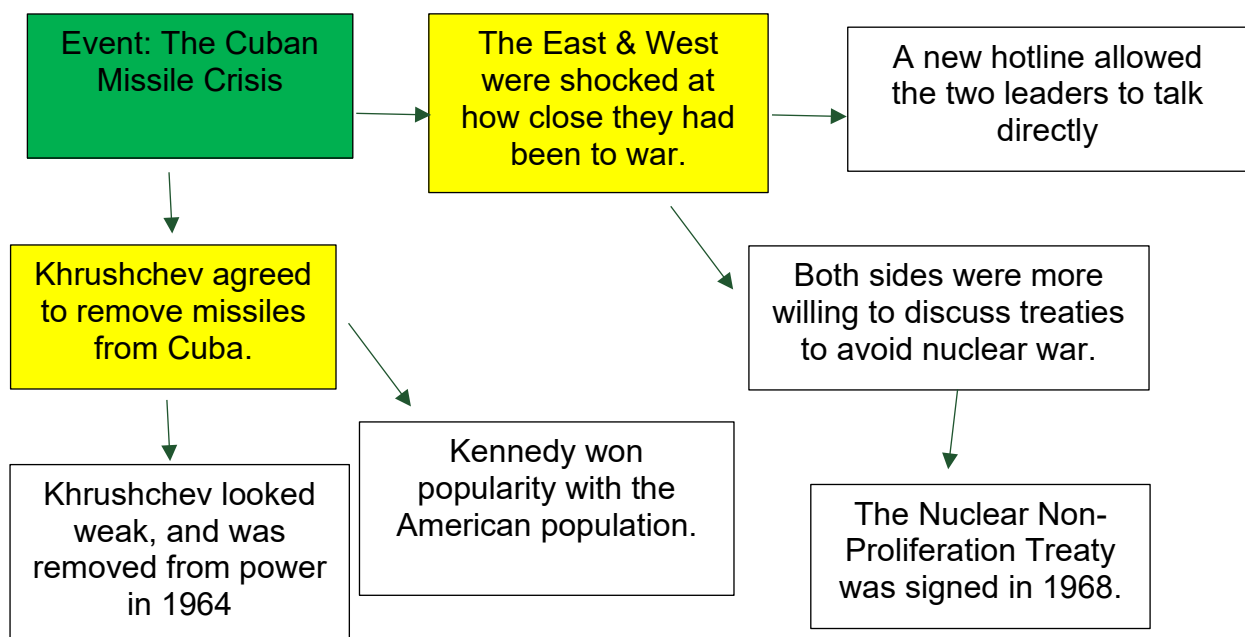 Event: The Cuban
Missile Crisis
The East & West
were shocked at
how close they had
been to war.
A new hotline allowed
the two leaders to talk
directly
Khrushchev agreed
to remove missiles
from Cuba.
Both sides were more
willing to discuss treaties
to avoid nuclear war.
Khrushchev looked
weak, and was
removed from power
in 1964
Kennedy won
popularity with the
American population.
The Nuclear Non-
Proliferation Treaty
was signed in 1968.